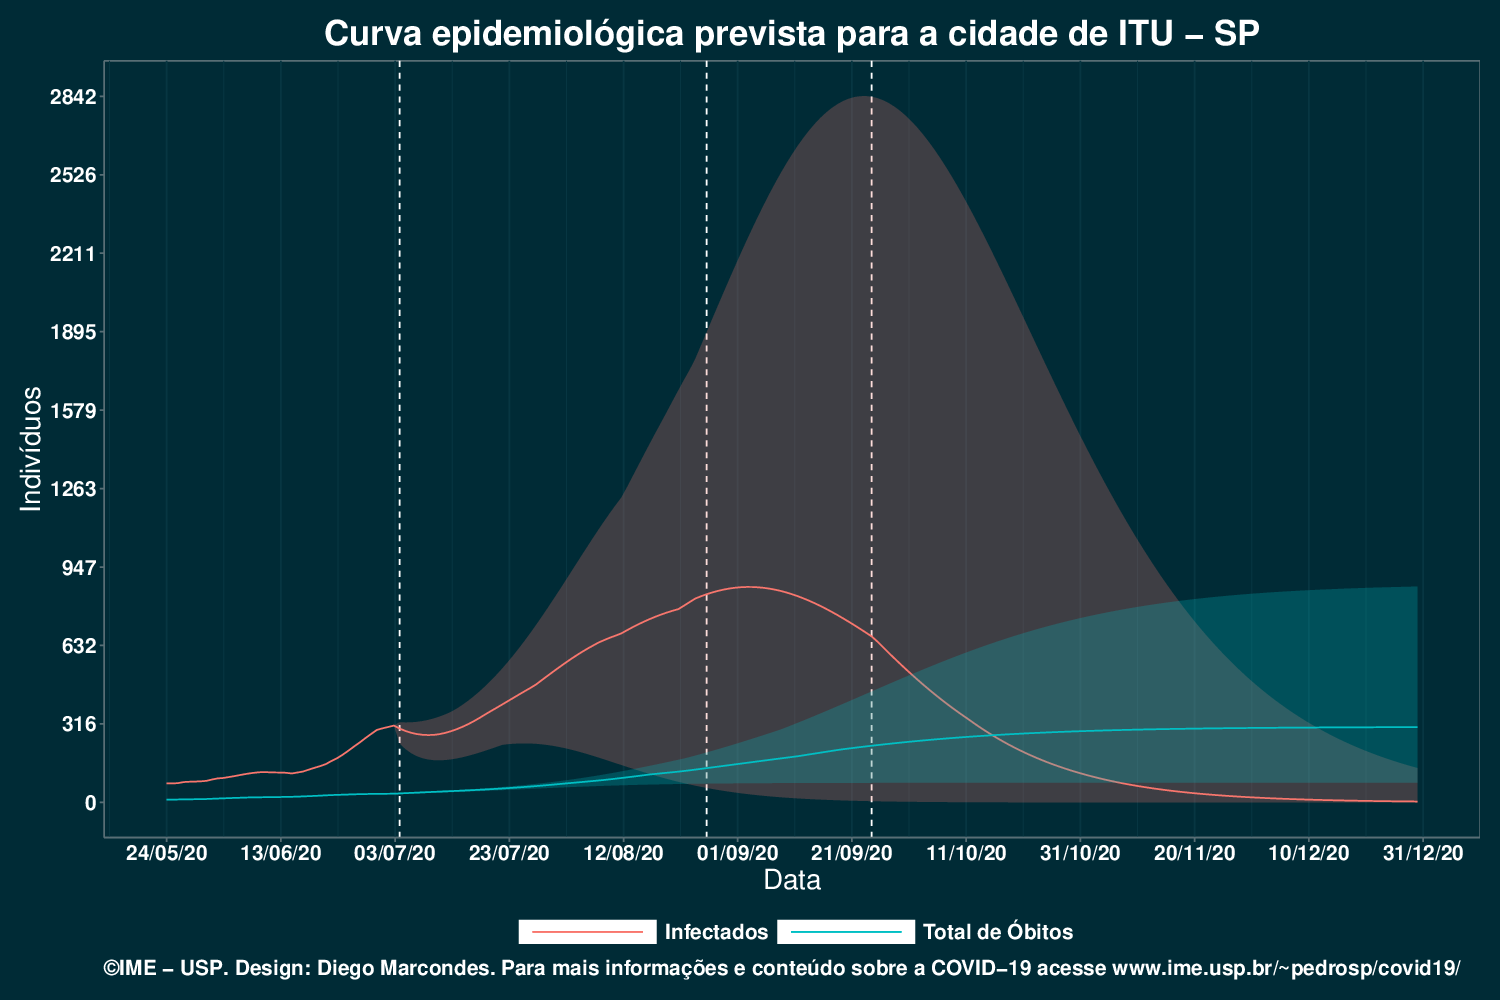 Curva epidemiológica prevista para a cidade de ITU – SP
2842
2526
2211
1895
1579
1263
947
632
316
0
Indivíduos
24/05/20 13/06/20 03/07/20 23/07/20 12/08/20 01/09/20 21/09/20 11/10/20 31/10/20 20/11/20 10/12/20 31/12/20
Data
Infectados Total de Óbitos
©IME – USP. Design: Diego Marcondes. Para mais informações e conteúdo sobre a COVID–19 acesse www.ime.usp.br/~pedrosp/covid19/